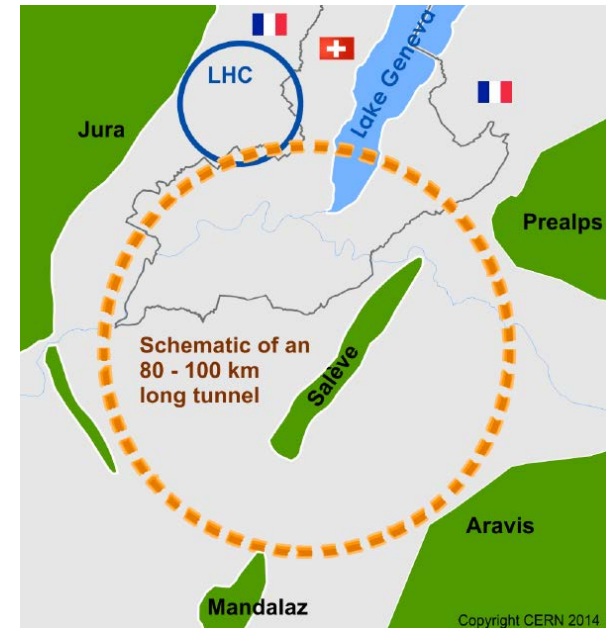 LHC
Lake Geneva
Jura
Prealps
Schematic of an
80 - 100 km
long tunnel
Salève
Aravis
Mandalaz
Copyright CERN 2014